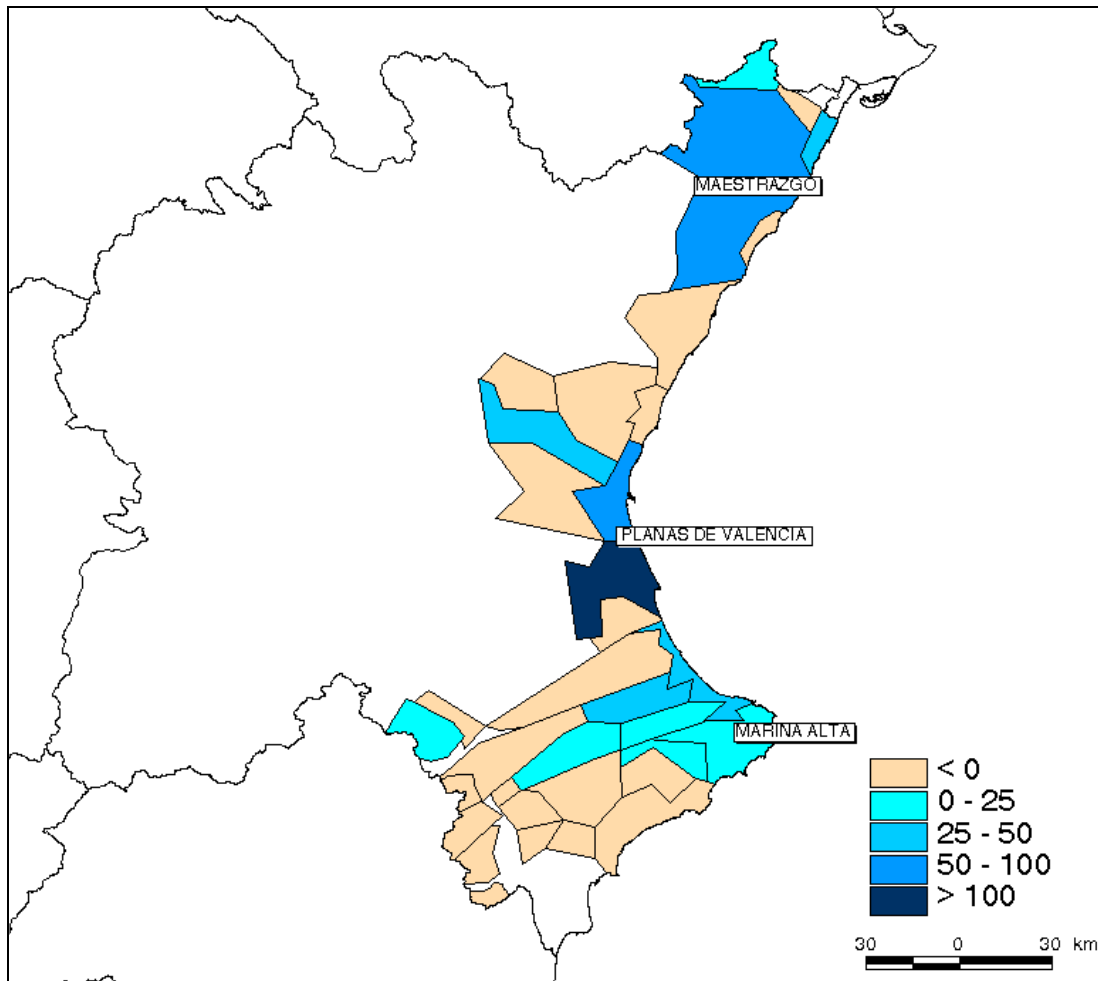 MAESTRAZGO
PLANAS DE VALENCIA
MARINA ALTA
< 0
0 - 25
25 - 50
50 - 100
> 100
30 0 30 km